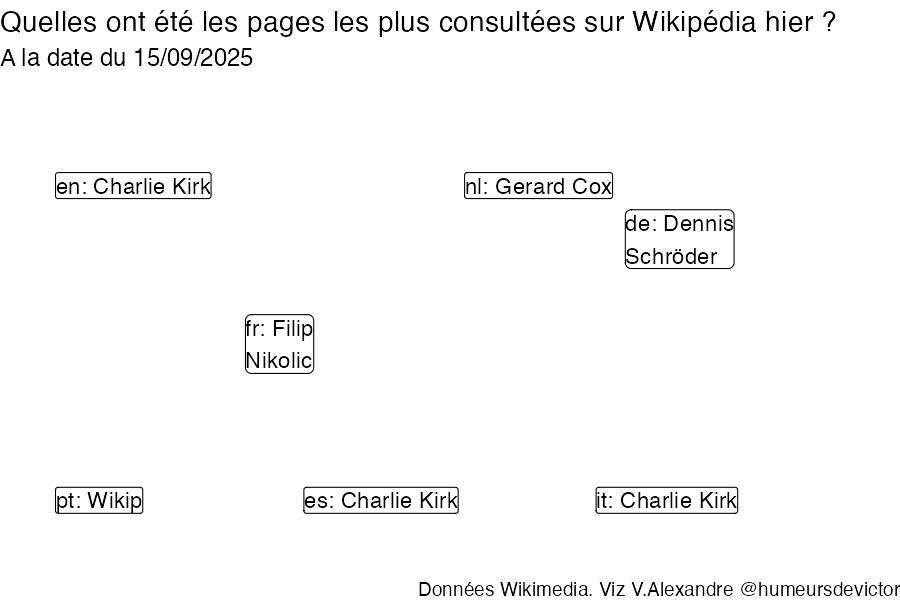 Quelles ont été les pages les plus consultées sur Wikipédia hier ?
A la date du 15/09/2025
en: Charlie Kirk
nl: Gerard Cox
de: Dennis
Schröder
fr: Filip
Nikolic
pt: Wikip
es: Charlie Kirk
it: Charlie Kirk
Données Wikimedia. Viz V.Alexandre @humeursdevictor